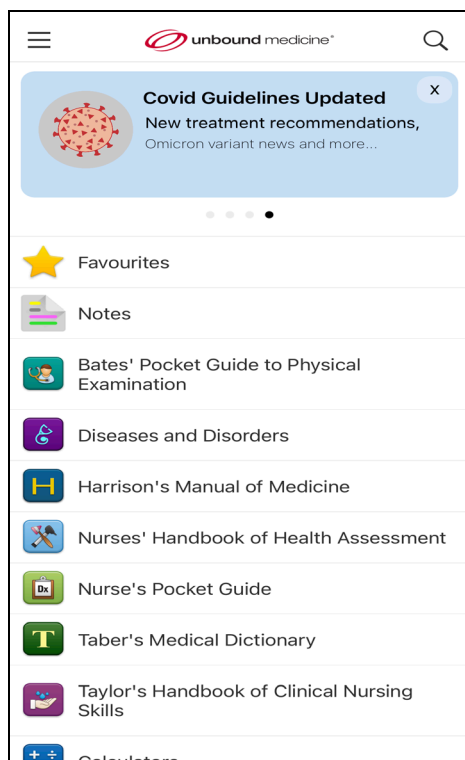 unbound medicine®
Covid Guidelines Updated
X
New treatment recommendations,
Omicron variant news and more...
Favourites
Notes
Bates' Pocket Guide to Physical
Examination
Diseases and Disorders
H
Harrison's Manual of Medicine
Nurses' Handbook of Health Assessment
Dx
Nurse's Pocket Guide
T
Taber's Medical Dictionary
Taylor's Handbook of Clinical Nursing
Skills
Calculators